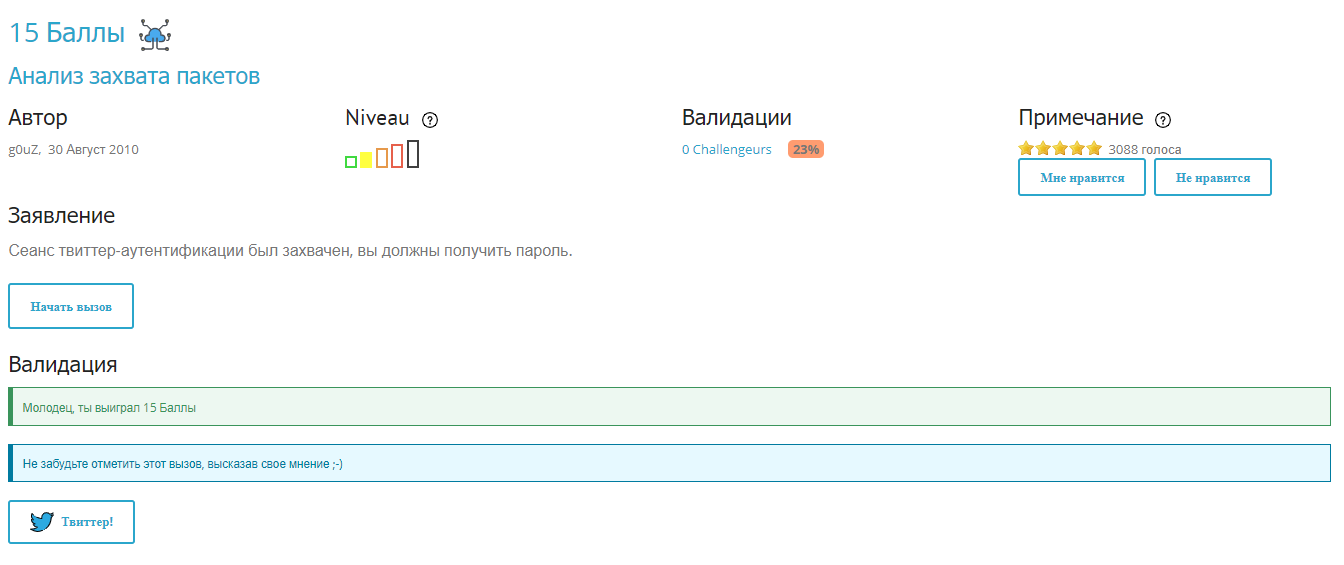 15 Баллы
Анализ захвата пакетов
Автор
Niveau
Валидации
Примечание
g0uZ, 30 Август 2010
0 Challengeurs 23%
3088 голоса
Мне нравится Не нравится
Заявление
Сеанс твиттер-аутентификации был захвачен, вы должны получить пароль.
Начать вызов
Валидация
Молодец, ты выиграл 15 Баллы
Не забудьте отметить этот вызов, высказав свое мнение ;-)
Твиттер!